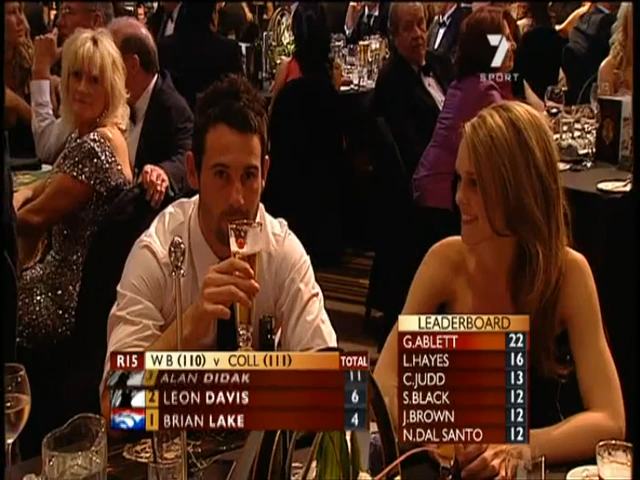 7
SPORT
R15 W B (110) v COLL (111) TOTAL
3 ALAN DIDAK 11
2 LEON DAVIS 6
1 BRIAN LAKE 4
LEADERBOARD
G.ABLETT 22
L.HAYES 16
C.JUDD 13
S.BLACK 12
J.BROWN 12
N.DAL SANTO 12